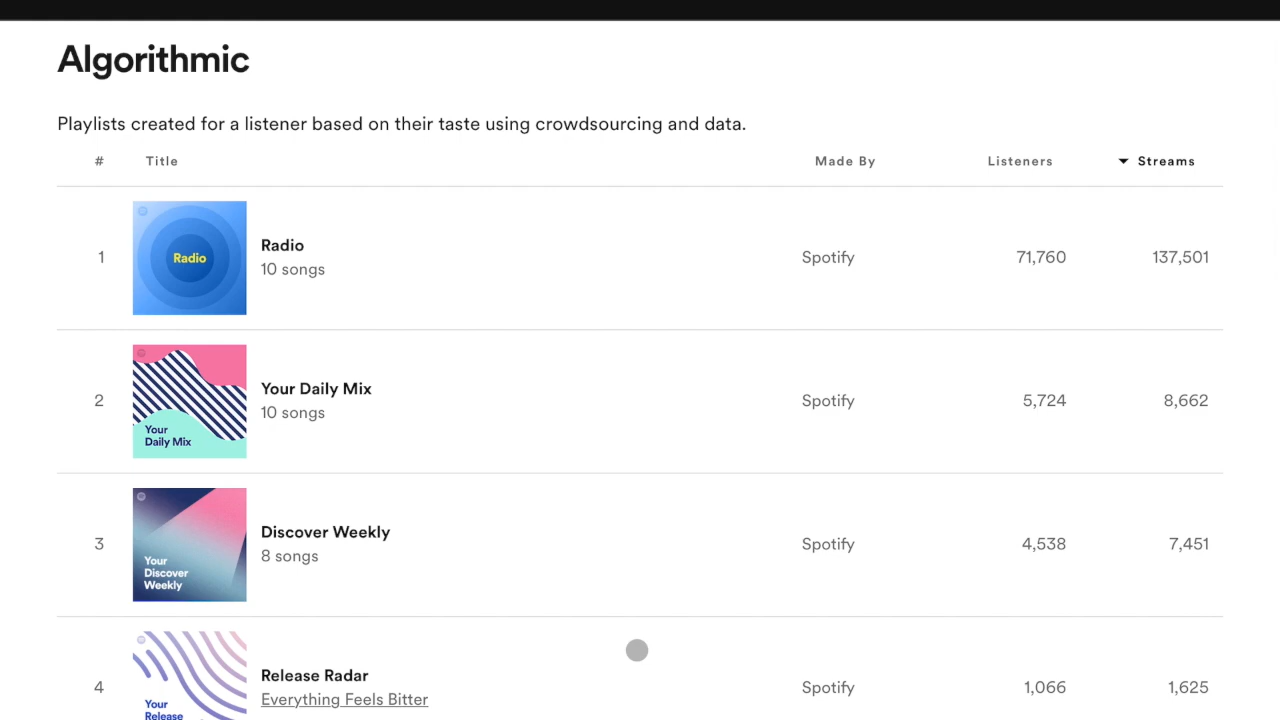 Algorithmic
Playlists created for a listener based on their taste using crowdsourcing and data.
# Title Made By Listeners Streams
1 Radio Radio Spotify 71,760 137,501
10 songs
2 Your Daily Mix Spotify 5,724 8,662
10 songs
Your
Daily Mix
3 Discover Weekly Spotify 4,538 7,451
8 songs
Your
Discover
Weekly
4 Release Radar Spotify 1,066 1,625
Everything Feels Bitter
Your
Release